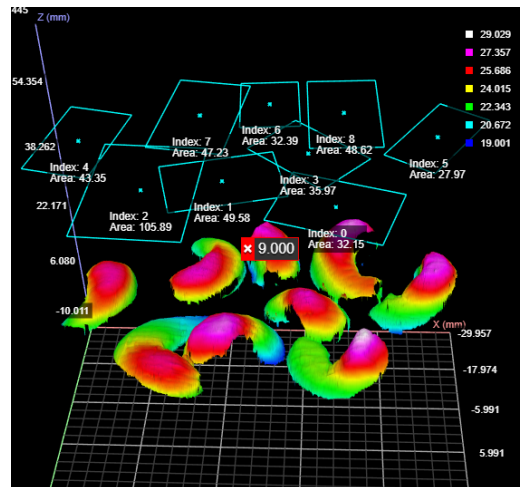 445
Z (mm)
29.029
27.357
25.686
24.015
22.343
20.672
19.001
54.354
Index: 6
Area: 32.39
Index: 7
Area: 47.23
Index: 8
Area: 48.62
38.262
Index: 4
Area: 43.35
Index: 5
Area: 27.97
Index: 3
Area: 35.97
22.171
Index: 2
Area: 105.89
Index: 1
Area: 49.58
Index: 0
Area: 32.15
9.000
6.080
-10.011
X (mm)
-29.957
-17.974
-5.991
5.991